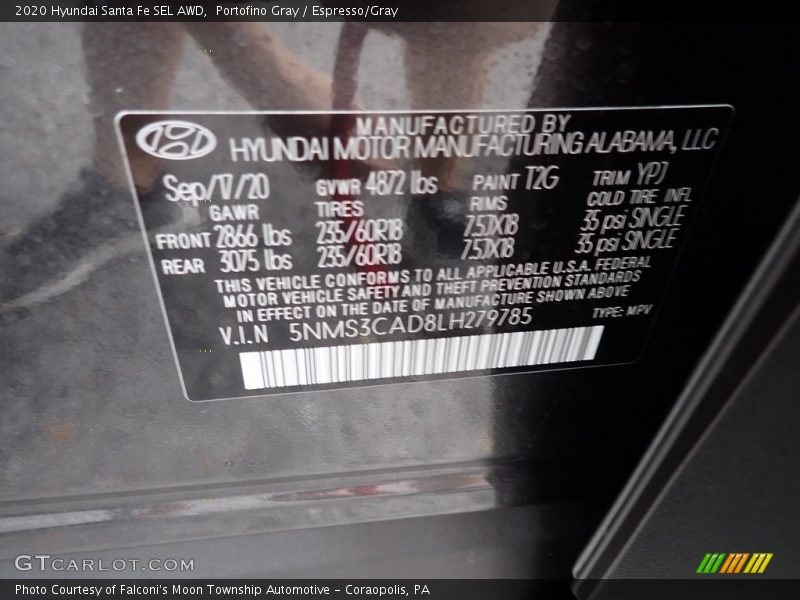 2020 Hyundai Santa Fe SEL AWD, Portofino Gray / Espresso/Gray
MANUFACTURED BY
HYUNDAI MOTOR MANUFACTURING ALABAMA, LLC
Sep/17/20 GVWR 4872 lbs PAINT T2G TRIM YPJ
GAWR TIRES RIMS COLD TIRE INFL
FRONT 2866 lbs 235/60R18 7.5JX18 35 psi SINGLE
REAR 3075 lbs 235/60R18 7.5JX18 35 psi SINGLE
THIS VEHICLE CONFORMS TO ALL APPLICABLE U.S.A. FEDERAL
MOTOR VEHICLE SAFETY AND THEFT PREVENTION STANDARDS
IN EFFECT ON THE DATE OF MANUFACTURE SHOWN ABOVE
V.I.N 5NMS3CAD8LH279785 TYPE: MPV
GTCARLOT.COM
Photo Courtesy of Falconi's Moon Township Automotive - Coraopolis, PA